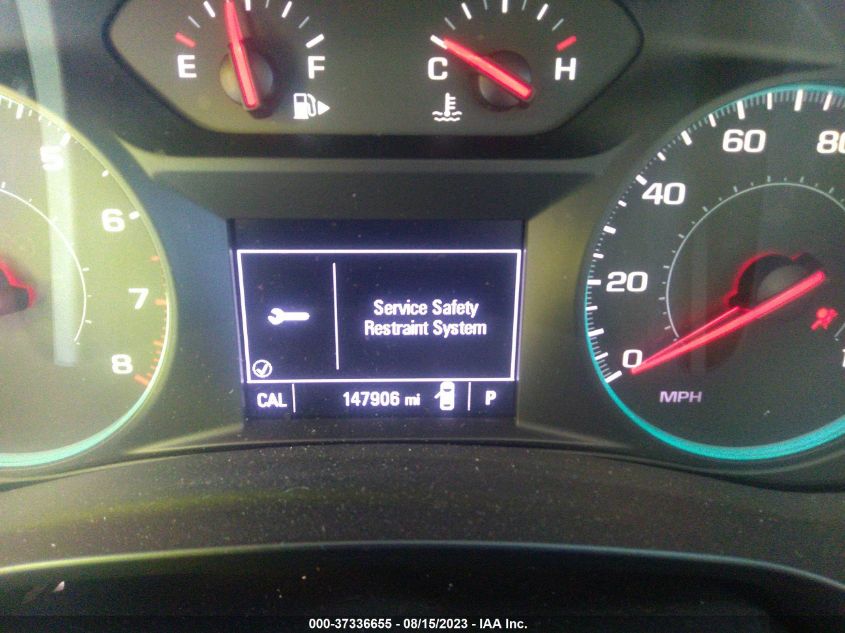 E F C H
5
6
7
8
0
20
40
60
80
MPH
Service Safety
Restraint System
CAL 147906 mi P
000-37336655 - 08/15/2023 - IAA Inc.